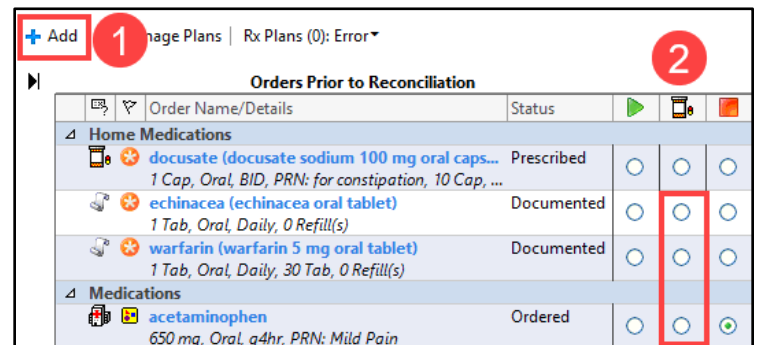 + Add 1 nage Plans | Rx Plans (0): Error
2
Orders Prior to Reconciliation
Order Name/Details Status
Home Medications
docusate (docusate sodium 100 mg oral caps... Prescribed
1 Cap, Oral, BID, PRN: for constipation, 10 Cap, ...
echinacea (echinacea oral tablet) Documented
1 Tab, Oral, Daily, 0 Refill(s)
warfarin (warfarin 5 mg oral tablet) Documented
1 Tab, Oral, Daily, 30 Tab, 0 Refill(s)
Medications
acetaminophen Ordered
650 mg, Oral, q4hr, PRN: Mild Pain